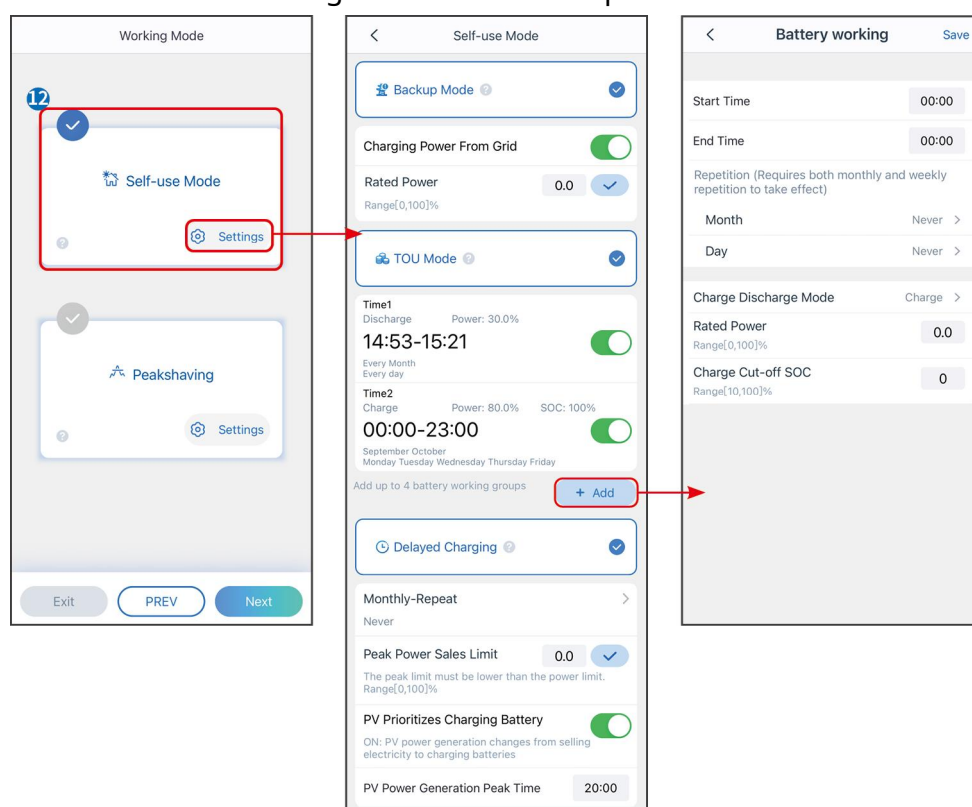 Working Mode
12
Self-use Mode
Settings
Peakshaving
Settings
Exit
PREV
Next
Self-use Mode
Backup Mode
Charging Power From Grid
Rated Power
0.0
Range[0,100]%
TOU Mode
Time1
Discharge Power: 30.0%
14:53-15:21
Every Month
Every day
Time2
Charge Power: 80.0% SOC: 100%
00:00-23:00
September October
Monday Tuesday Wednesday Thursday Friday
Add up to 4 battery working groups
+ Add
Delayed Charging
Monthly-Repeat
Never
Peak Power Sales Limit
0.0
The peak limit must be lower than the power limit.
Range[0,100]%
PV Prioritizes Charging Battery
ON: PV power generation changes from selling
electricity to charging batteries
PV Power Generation Peak Time 20:00
Battery working Save
Start Time 00:00
End Time 00:00
Repetition (Requires both monthly and weekly
repetition to take effect)
Month Never
Day Never
Charge Discharge Mode Charge
Rated Power
0.0
Range[0,100]%
Charge Cut-off SOC
0
Range[10,100]%